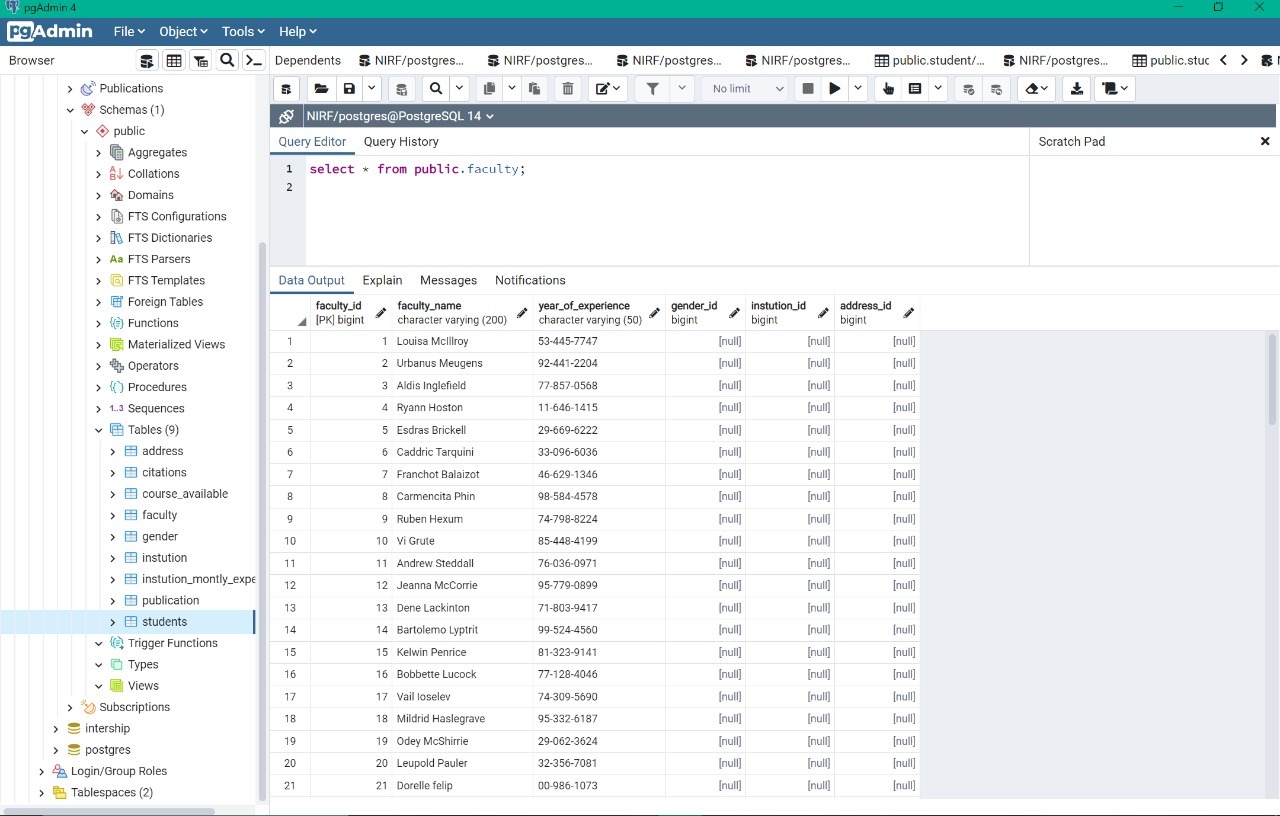 pgAdmin 4
pgAdmin File Object Tools Help
Browser
Dependents NIRF/postgres... NIRF/postgres... NIRF/postgres... NIRF/postgres... public.student/... NIRF/postgres... public.stuc
No limit
NIRF/postgres@PostgreSQL 14
Query Editor Query History
Scratch Pad
1 select * from public.faculty;
2
Publications
Schemas (1)
public
Aggregates
Collations
Domains
FTS Configurations
FTS Dictionaries
Aa FTS Parsers
FTS Templates
Foreign Tables
Functions
Materialized Views
Operators
Procedures
1..3 Sequences
Tables (9)
address
citations
course_available
faculty
gender
instution
instution_montly_expe
publication
students
Trigger Functions
Types
Views
Subscriptions
intership
postgres
Login/Group Roles
Tablespaces (2)
Data Output Explain Messages Notifications
faculty_id faculty_name year_of_experience gender_id instution_id address_id
[PK] bigint character varying (200) character varying (50) bigint bigint bigint
1 1 Louisa McIllroy 53-445-7747 [null] [null] [null]
2 2 Urbanus Meugens 92-441-2204 [null] [null] [null]
3 3 Aldis Inglefield 77-857-0568 [null] [null] [null]
4 4 Ryann Hoston 11-646-1415 [null] [null] [null]
5 5 Esdras Brickell 29-669-6222 [null] [null] [null]
6 6 Caddric Tarquini 33-096-6036 [null] [null] [null]
7 7 Franchot Balaizot 46-629-1346 [null] [null] [null]
8 8 Carmencita Phin 98-584-4578 [null] [null] [null]
9 9 Ruben Hexum 74-798-8224 [null] [null] [null]
10 10 Vi Grute 85-448-4199 [null] [null] [null]
11 11 Andrew Steddall 76-036-0971 [null] [null] [null]
12 12 Jeanna McCorrie 95-779-0899 [null] [null] [null]
13 13 Dene Lackinton 71-803-9417 [null] [null] [null]
14 14 Bartolemo Lyptrit 99-524-4560 [null] [null] [null]
15 15 Kelwin Penrice 81-323-9141 [null] [null] [null]
16 16 Bobbette Lucock 77-128-4046 [null] [null] [null]
17 17 Vail Ioselev 74-309-5690 [null] [null] [null]
18 18 Mildrid Haslegrave 95-332-6187 [null] [null] [null]
19 19 Odey McShirrie 29-062-3624 [null] [null] [null]
20 20 Leupold Pauler 32-356-7081 [null] [null] [null]
21 21 Dorelle felip 00-986-1073 [null] [null] [null]